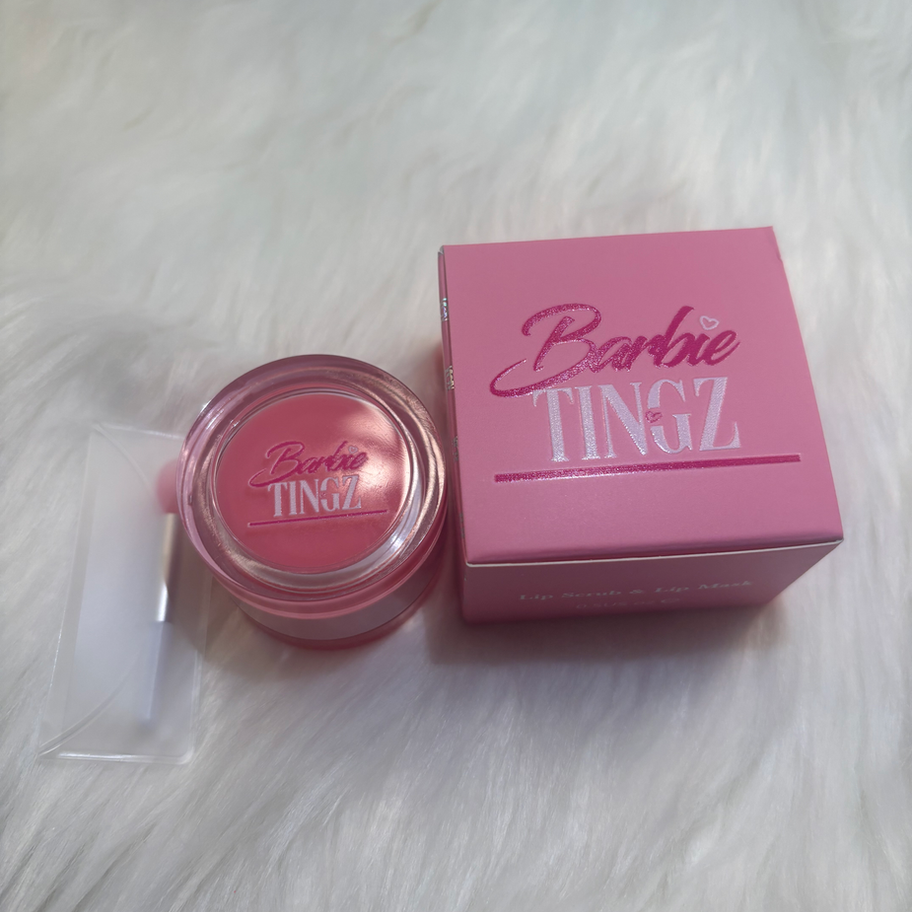 Barbie
TINGZ
Barbie
TINGZ
Lip Scrub & Lip Mask